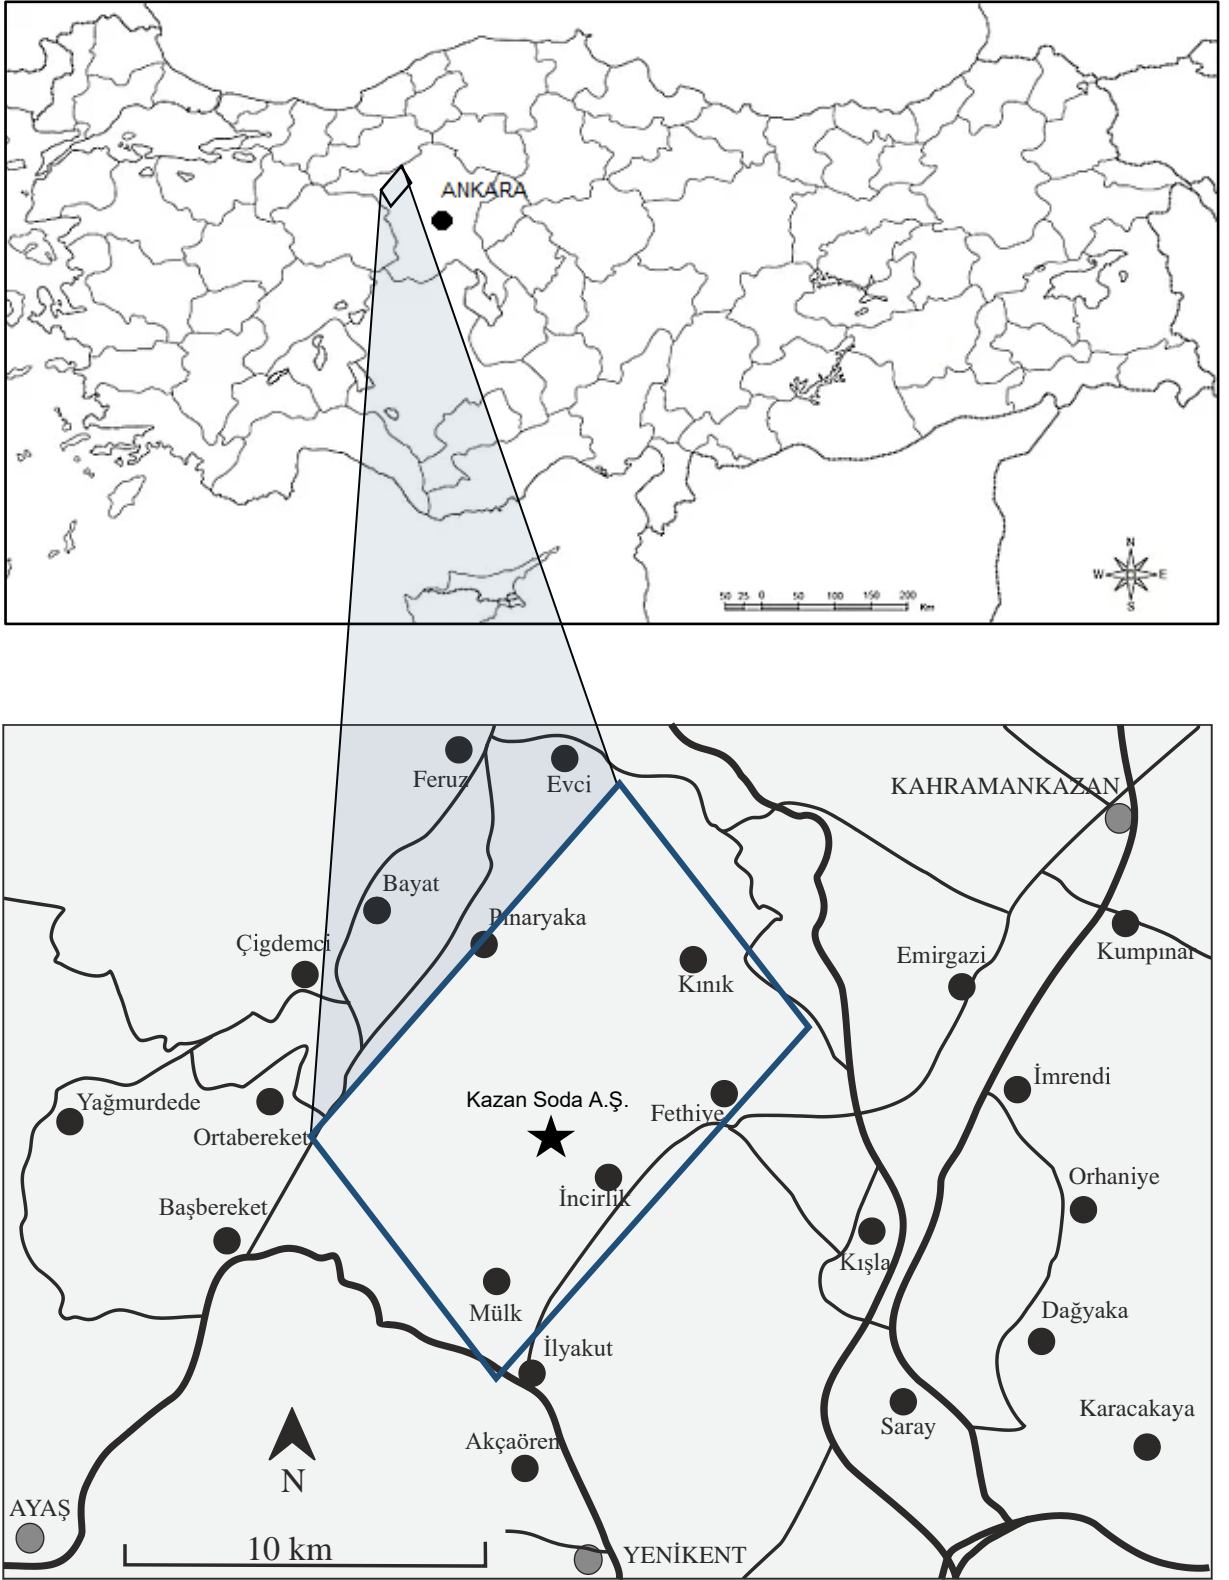 ANKARA
N
W E
S
50 25 0 50 100 150 200
Km
Feruz
Evci
KAHRAMANKAZAN
Bayat
Pınaryaka
Çigdemci
Kınık
Emirgazi
Kumpınar
Yağmurdede
Ortabereket
Kazan Soda A.Ş.
Fethiye
İmrendi
Başbereket
İncirlik
Orhaniye
Kışla
Mülk
Dağyaka
İlyakut
Karacakaya
Saray
Akçaören
N
AYAŞ
10 km
YENİKENT